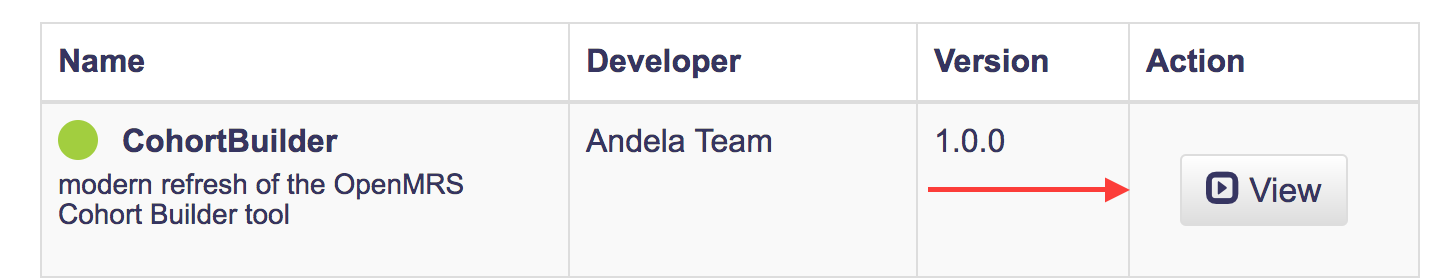 Name Developer Version Action
CohortBuilder Andela Team 1.0.0
modern refresh of the OpenMRS
Cohort Builder tool
View